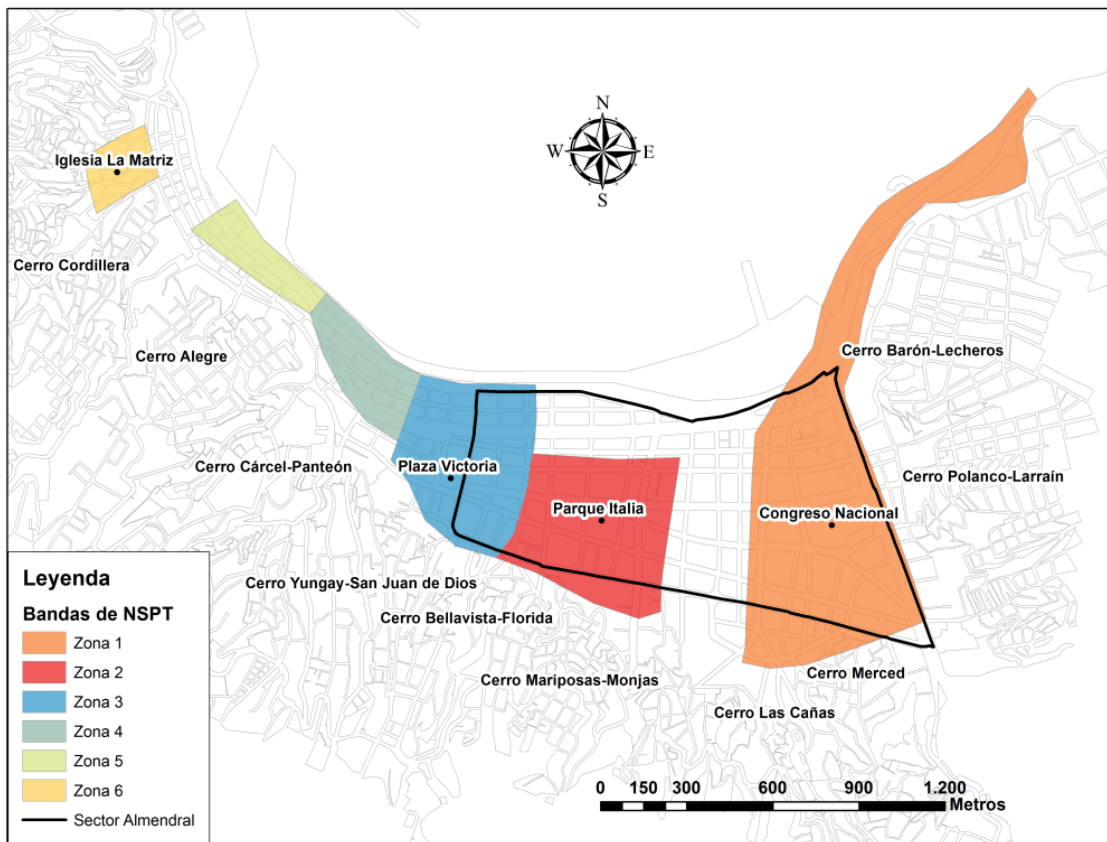 N
W
E
S
Iglesia La Matriz
Cerro Cordillera
Cerro Alegre
Cerro Barón-Lecheros
Cerro Cárcel-Panteón
Plaza Victoria
Cerro Polanco-Larraín
Parque Italia
Congreso Nacional
Cerro Yungay-San Juan de Dios
Cerro Bellavista-Florida
Cerro Mariposas-Monjas
Cerro Merced
Cerro Las Cañas
Leyenda
Bandas de NSPT
Zona 1
Zona 2
Zona 3
Zona 4
Zona 5
Zona 6
Sector Almendral
0 150 300 600 900 1.200
Metros